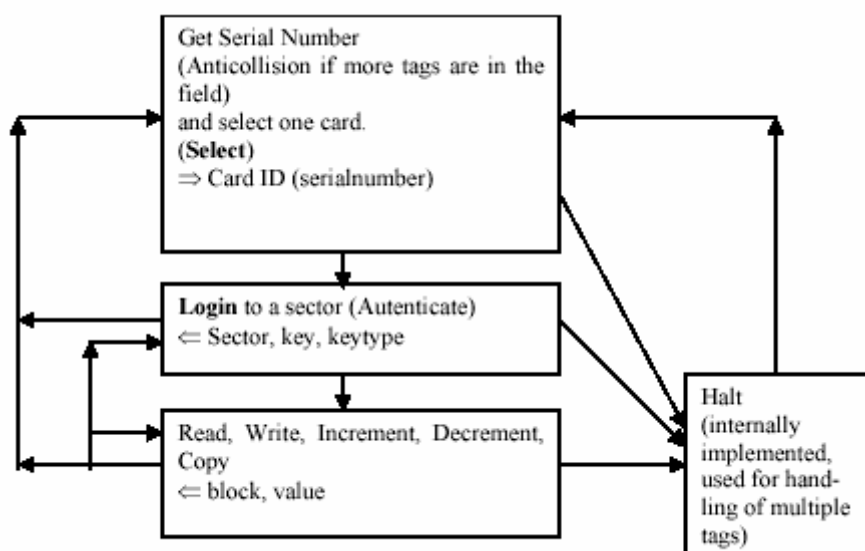 Get Serial Number
(Anticollision if more tags are in the
field)
and select one card.
(Select)
⇒ Card ID (serialnumber)
Login to a sector (Autenticate)
⇐ Sector, key, keytype
Read, Write, Increment, Decrement,
Copy
⇐ block, value
Halt
(internally
implemented,
used for hand-
ling of multiple
tags)